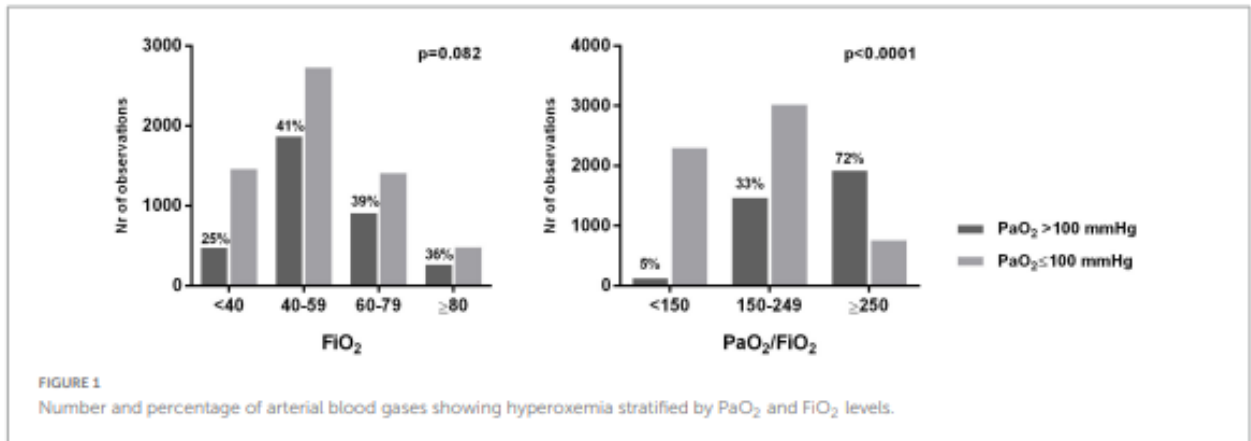 3000
p=0.082
2000
1000
0
Nr of observations
25%
41%
39%
36%
<40
40-59
60-79
≥80
FiO2
4000
p<0.0001
3000
2000
1000
0
Nr of observations
5%
33%
72%
<150
150-249
≥250
PaO2/FiO2
PaO2 >100 mmHg
PaO2≤100 mmHg
FIGURE 1
Number and percentage of arterial blood gases showing hyperoxemia stratified by PaO2 and FiO2 levels.